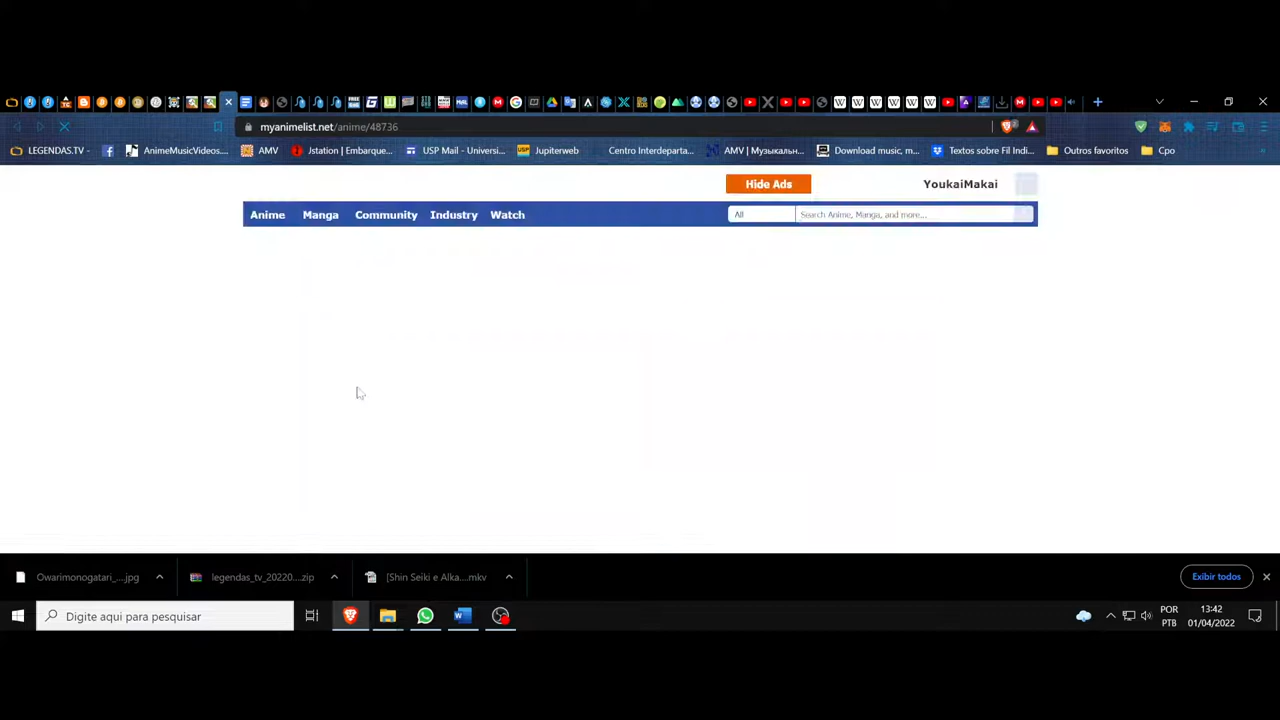 myanimelist.net/anime/48736
LEGENDAS.TV - AnimeMusicVideos.... AMV Jstation | Embarque... USP Mail - Universi... Jupiterweb Centro Interdeparta... AMV | Музыкальн... Download music, m... Textos sobre Fil Indi... Outros favoritos Cpo
Hide Ads YoukaiMakai
Anime Manga Community Industry Watch All Search Anime, Manga, and more...
Owarimonogatari_....jpg legendas_tv_20220....zip [Shin Seiki e Alka....mkv Exibir todos
Digite aqui para pesquisar
POR 13:42
PTB 01/04/2022